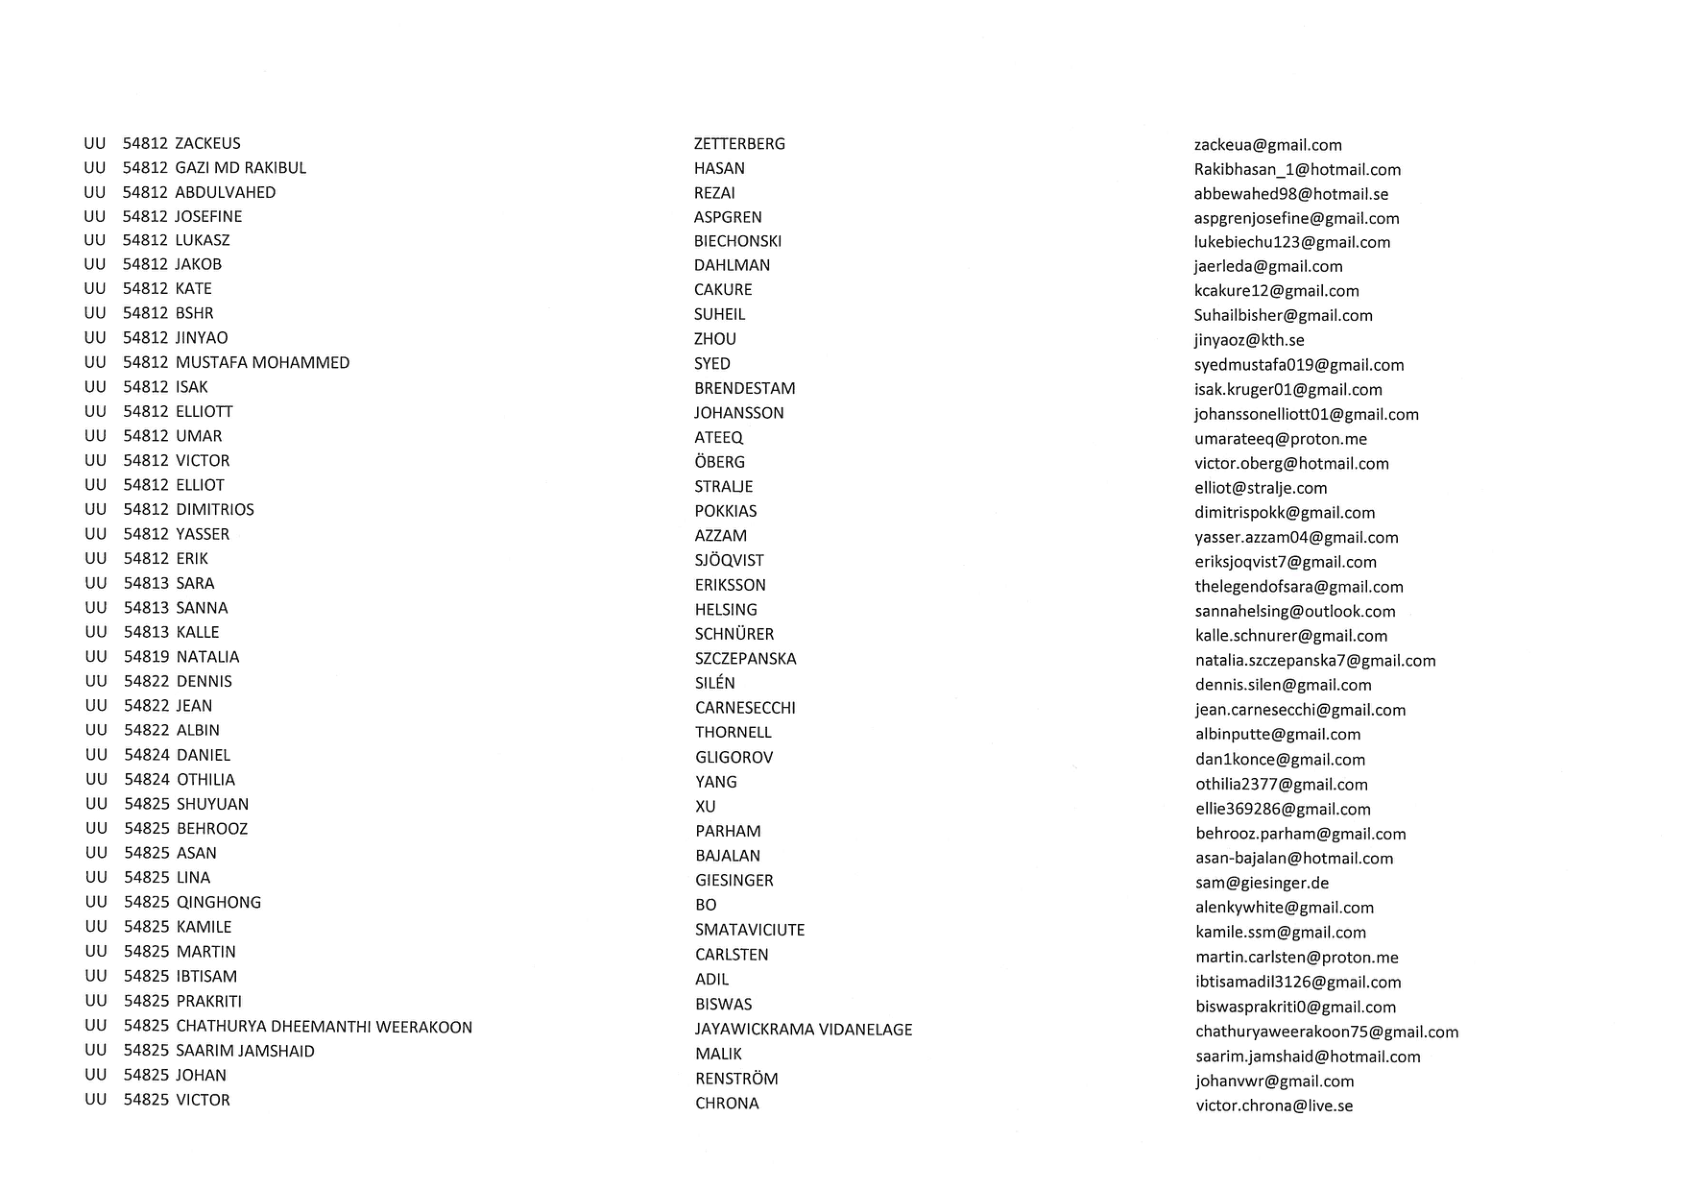 UU 54812 ZACKEUS ZETTERBERG zackeua@gmail.com
UU 54812 GAZI MD RAKIBUL HASAN Rakibhasan_1@hotmail.com
UU 54812 ABDULVAHED REZAI abbewahed98@hotmail.se
UU 54812 JOSEFINE ASPGREN aspgrenjosefine@gmail.com
UU 54812 LUKASZ BIECHONSKI lukebiechu123@gmail.com
UU 54812 JAKOB DAHLMAN jaerleda@gmail.com
UU 54812 KATE CAKURE kcakure12@gmail.com
UU 54812 BSHR SUHEIL Suhailbisher@gmail.com
UU 54812 JINYAO ZHOU jinyaoz@kth.se
UU 54812 MUSTAFA MOHAMMED SYED syedmustafa019@gmail.com
UU 54812 ISAK BRENDESTAM isak.kruger01@gmail.com
UU 54812 ELLIOTT JOHANSSON johanssonelliott01@gmail.com
UU 54812 UMAR ATEEQ umarateeq@proton.me
UU 54812 VICTOR ÖBERG victor.oberg@hotmail.com
UU 54812 ELLIOT STRALJE elliot@stralje.com
UU 54812 DIMITRIOS POKKIAS dimitrispokk@gmail.com
UU 54812 YASSER AZZAM yasser.azzam04@gmail.com
UU 54812 ERIK SJÖQVIST eriksjoqvist7@gmail.com
UU 54813 SARA ERIKSSON thelegendofsara@gmail.com
UU 54813 SANNA HELSING sannahelsing@outlook.com
UU 54813 KALLE SCHNÜRER kalle.schnurer@gmail.com
UU 54819 NATALIA SZCZEPANSKA natalia.szczepanska7@gmail.com
UU 54822 DENNIS SILÉN dennis.silen@gmail.com
UU 54822 JEAN CARNESECCHI jean.carnesecchi@gmail.com
UU 54822 ALBIN THORNELL albinputte@gmail.com
UU 54824 DANIEL GLIGOROV dan1konce@gmail.com
UU 54824 OTHILIA YANG othilia2377@gmail.com
UU 54825 SHUYUAN XU ellie369286@gmail.com
UU 54825 BEHROOZ PARHAM behrooz.parham@gmail.com
UU 54825 ASAN BAJALAN asan-bajalan@hotmail.com
UU 54825 LINA GIESINGER sam@giesinger.de
UU 54825 QINGHONG BO alenkywhite@gmail.com
UU 54825 KAMILE SMATAVICIUTE kamile.ssm@gmail.com
UU 54825 MARTIN CARLSTEN martin.carlsten@proton.me
UU 54825 IBTISAM ADIL ibtisamadil3126@gmail.com
UU 54825 PRAKRITI BISWAS biswasprakriti0@gmail.com
UU 54825 CHATHURYA DHEEMANTHI WEERAKOON JAYAWICKRAMA VIDANELAGE chathuryaweerakoon75@gmail.com
UU 54825 SAARIM JAMSHAID MALIK saarim.jamshaid@hotmail.com
UU 54825 JOHAN RENSTRÖM johanvwr@gmail.com
UU 54825 VICTOR CHRONA victor.chrona@live.se